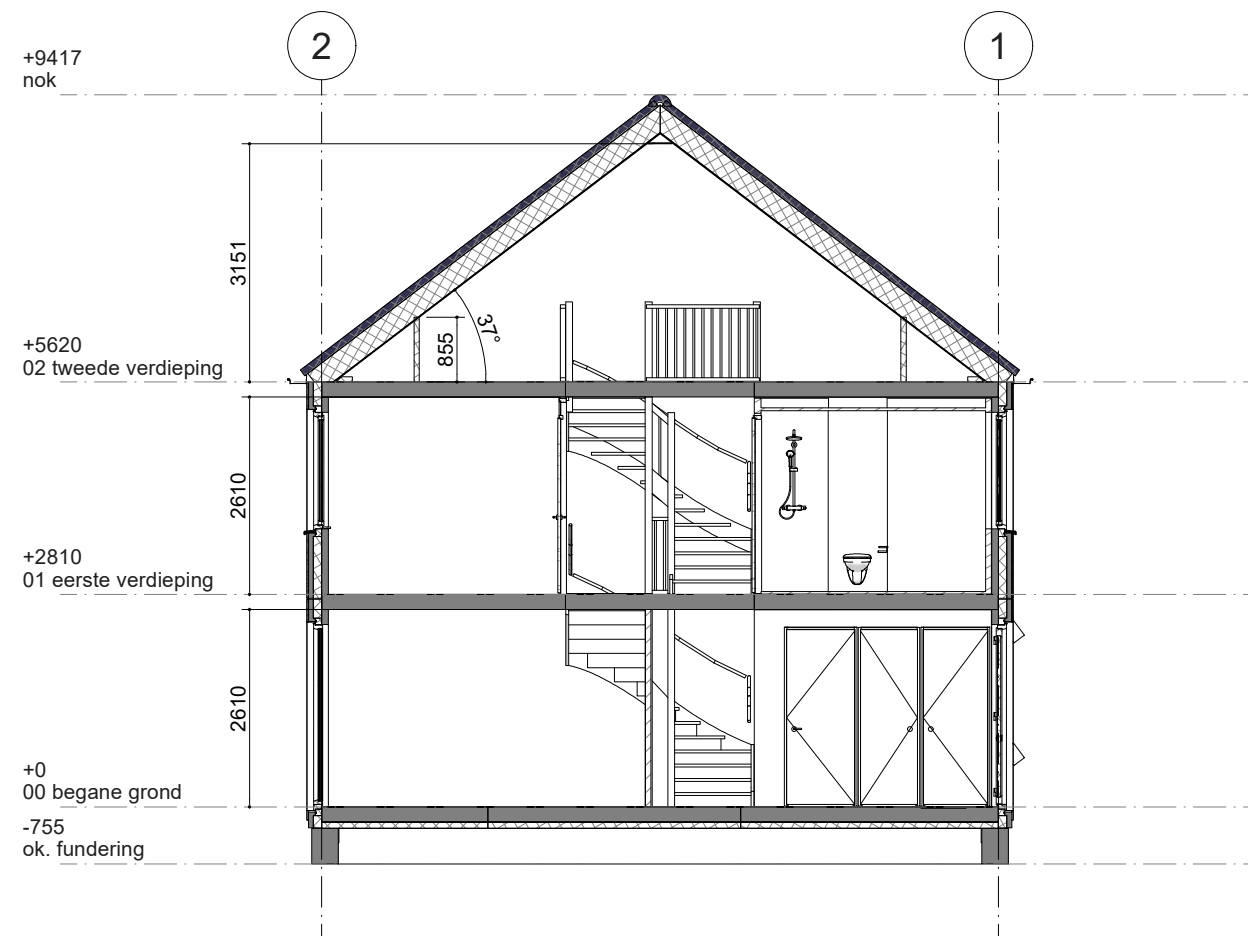 2
1
+9417
nok
3151
+5620
02 tweede verdieping
855
37°
2610
+2810
01 eerste verdieping
2610
+0
00 begane grond
-755
ok. fundering